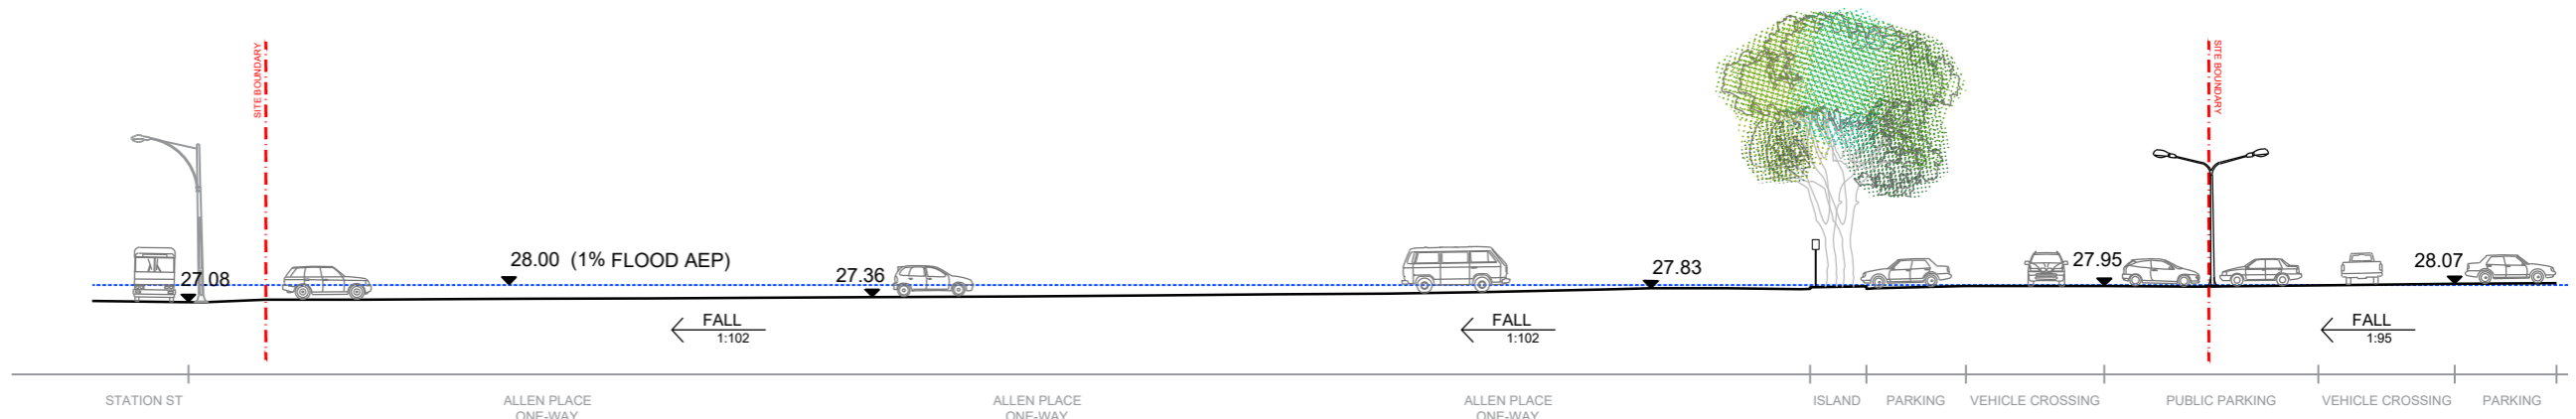 SITE BOUNDARY
SITE BOUNDARY
27.08
28.00 (1% FLOOD AEP)
27.36
27.83
27.95
28.07
FALL
1:102
FALL
1:102
FALL
1:95
STATION ST
ALLEN PLACE
ONE-WAY
ALLEN PLACE
ONE-WAY
ALLEN PLACE
ONE-WAY
ISLAND
PARKING
VEHICLE CROSSING
PUBLIC PARKING
VEHICLE CROSSING
PARKING